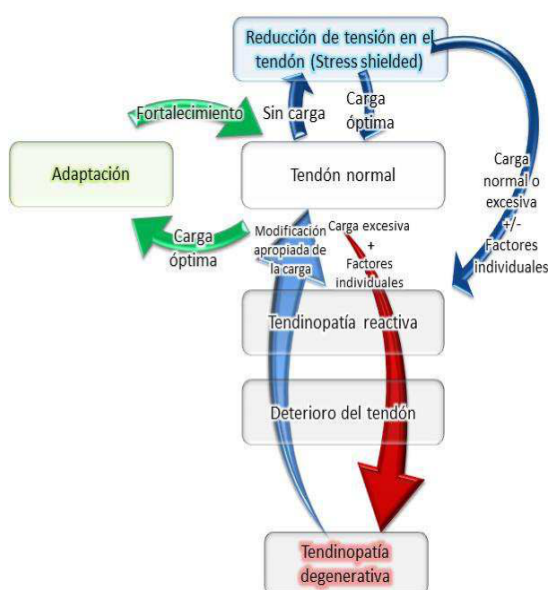 Reducción de tensión en el
tendón (Stress shielded)
Fortalecimiento
Sin carga
Carga
óptima
Adaptación
Tendón normal
Carga
normal o
excesiva
+/-
Factores
individuales
Carga
óptima
Modificación
apropiada de
la carga
Carga excesiva
+
Factores
individuales
Tendinopatía reactiva
Deterioro del tendón
Tendinopatía
degenerativa